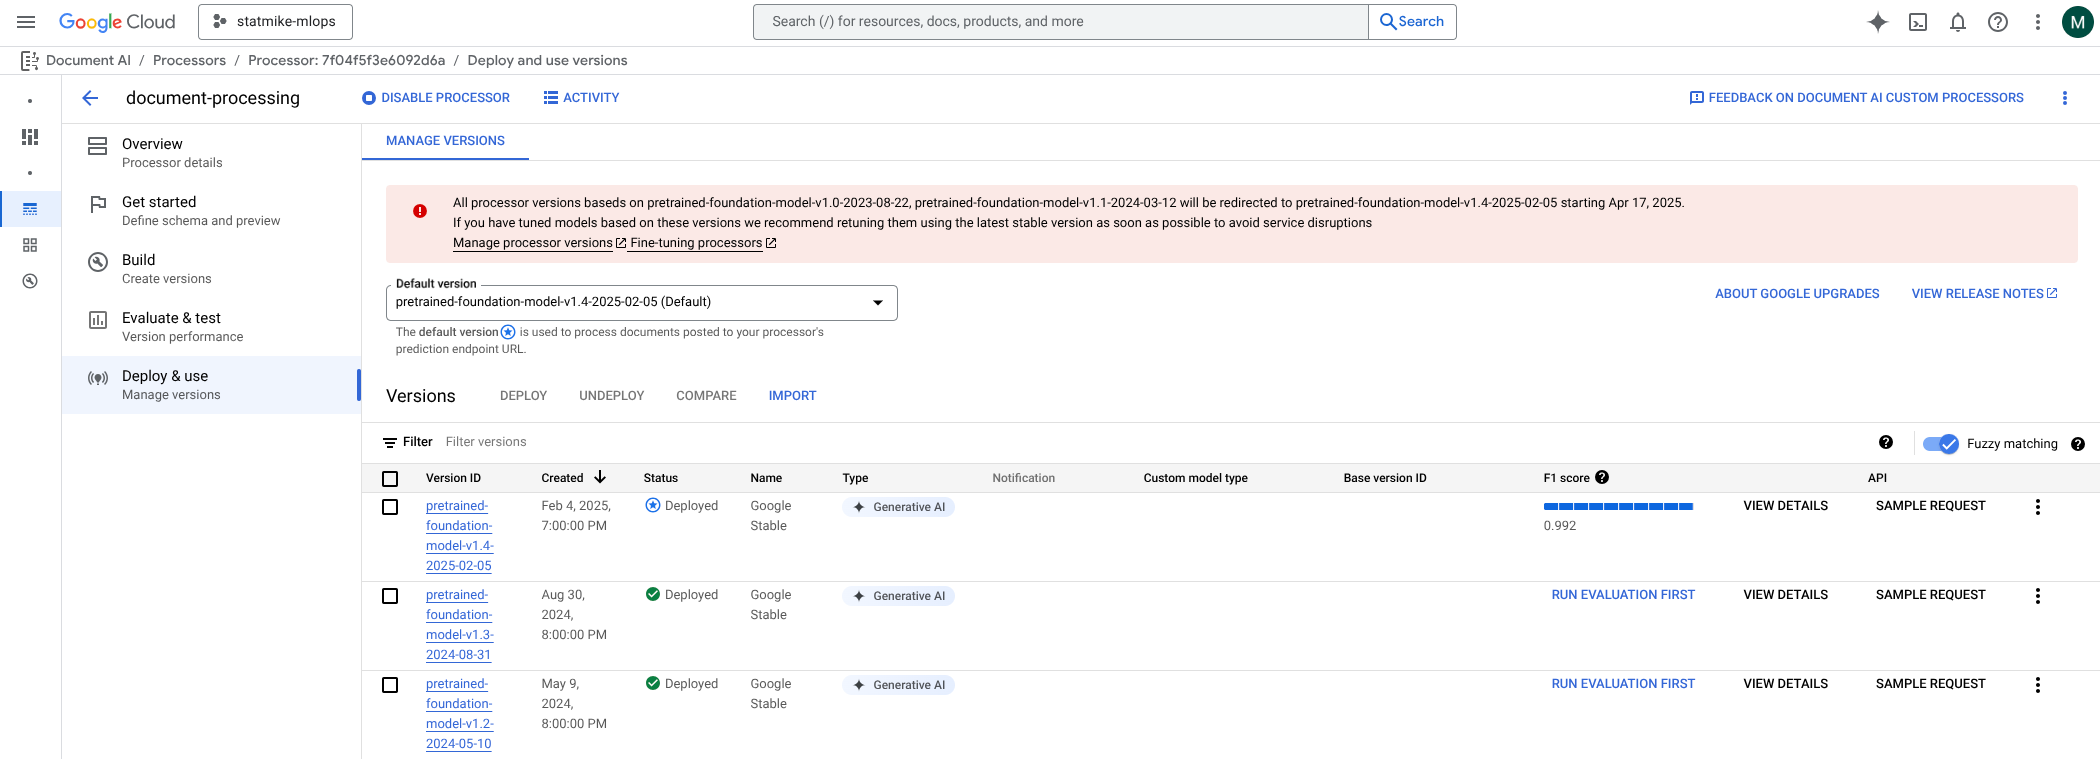 Google Cloud
statmike-mlops
Search (/) for resources, docs, products, and more
Search
M
Document AI / Processors / Processor: 7f04f5f3e6092d6a / Deploy and use versions
document-processing
DISABLE PROCESSOR
ACTIVITY
FEEDBACK ON DOCUMENT AI CUSTOM PROCESSORS
Overview
Processor details
Get started
Define schema and preview
Build
Create versions
Evaluate & test
Version performance
Deploy & use
Manage versions
MANAGE VERSIONS
All processor versions baseds on pretrained-foundation-model-v1.0-2023-08-22, pretrained-foundation-model-v1.1-2024-03-12 will be redirected to pretrained-foundation-model-v1.4-2025-02-05 starting Apr 17, 2025.
If you have tuned models based on these versions we recommend retuning them using the latest stable version as soon as possible to avoid service disruptions
Manage processor versions Fine-tuning processors
Default version
pretrained-foundation-model-v1.4-2025-02-05 (Default)
The default version is used to process documents posted to your processor's
prediction endpoint URL.
ABOUT GOOGLE UPGRADES
VIEW RELEASE NOTES
Versions
DEPLOY
UNDEPLOY
COMPARE
IMPORT
Filter
Filter versions
Fuzzy matching
Version ID Created Status Name Type Notification Custom model type Base version ID F1 score API
pretrained- Feb 4, 2025, Deployed Google Generative AI VIEW DETAILS SAMPLE REQUEST
foundation- 7:00:00 PM Stable 0.992
model-v1.4-
2025-02-05
pretrained- Aug 30, Deployed Google Generative AI RUN EVALUATION FIRST VIEW DETAILS SAMPLE REQUEST
foundation- 2024, Stable
model-v1.3- 8:00:00 PM
2024-08-31
pretrained- May 9, Deployed Google Generative AI RUN EVALUATION FIRST VIEW DETAILS SAMPLE REQUEST
foundation- 2024, Stable
model-v1.2- 8:00:00 PM
2024-05-10